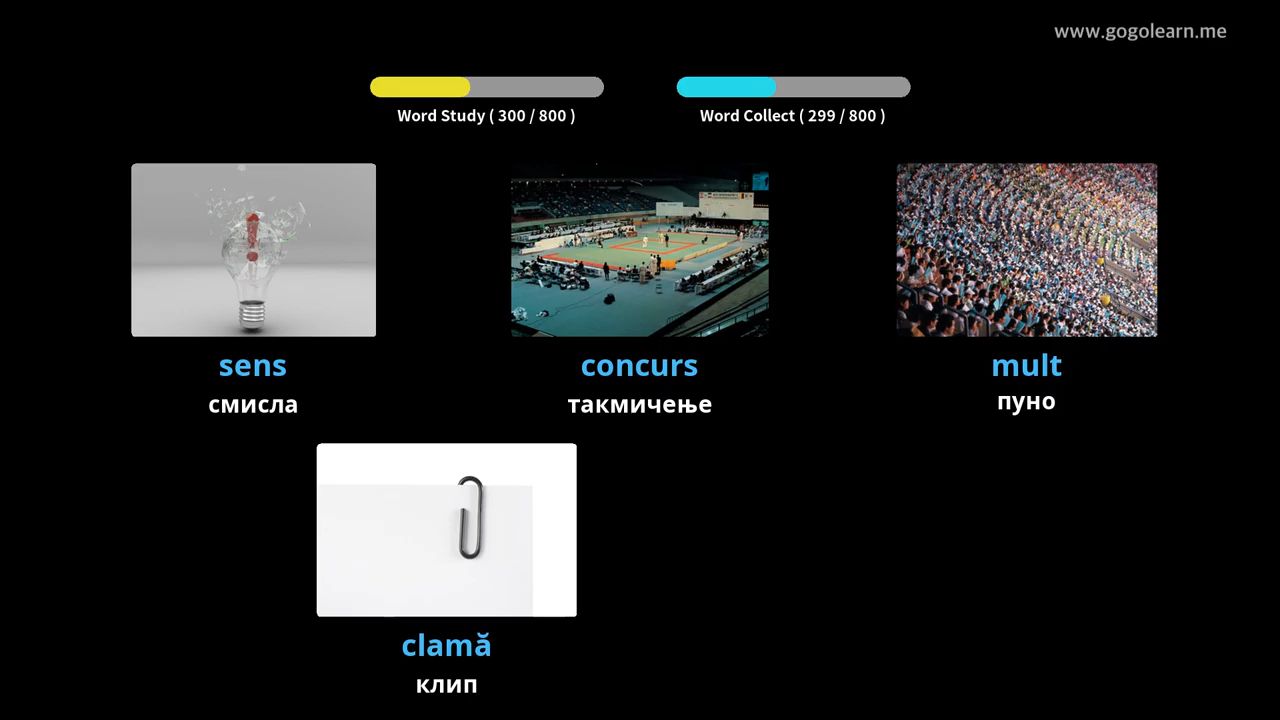 www.gogolearn.me
Word Study ( 300 / 800 )
Word Collect ( 299 / 800 )
sens
concurs
mult
смисла
такмичење
пуно
clamă
клип